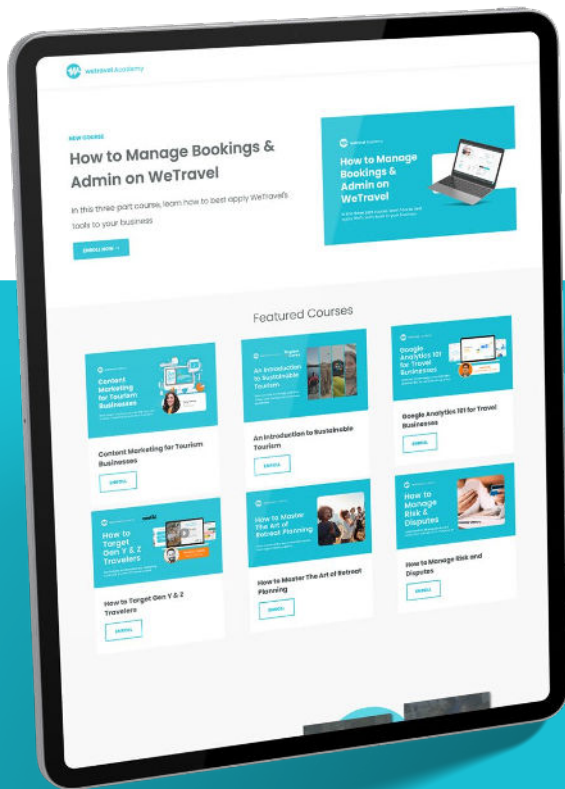 wetravel Academy
NEW COURSE
How to Manage Bookings &
Admin on WeTravel
In this three-part course, learn how to best apply WeTravel's
tools to your business
ENROLL NOW →
How to Manage
Bookings &
Admin on
WeTravel
Featured Courses
Content
Marketing
for Tourism
Businesses
Content Marketing for Tourism
Businesses
ENROLL
An Introduction
to Sustainable
Tourism
An Introduction to Sustainable
Tourism
ENROLL
Google
Analytics 101
for Travel
Businesses
Google Analytics 101 for Travel
Businesses
ENROLL
How to
Target
Gen Y & Z
Travelers
How to Target Gen Y & Z
Travelers
ENROLL
How to Master
The Art of
Retreat Planning
How to Master The Art of Retreat
Planning
ENROLL
How to
Manage
Risk &
Disputes
How to Manage Risk and
Disputes
ENROLL